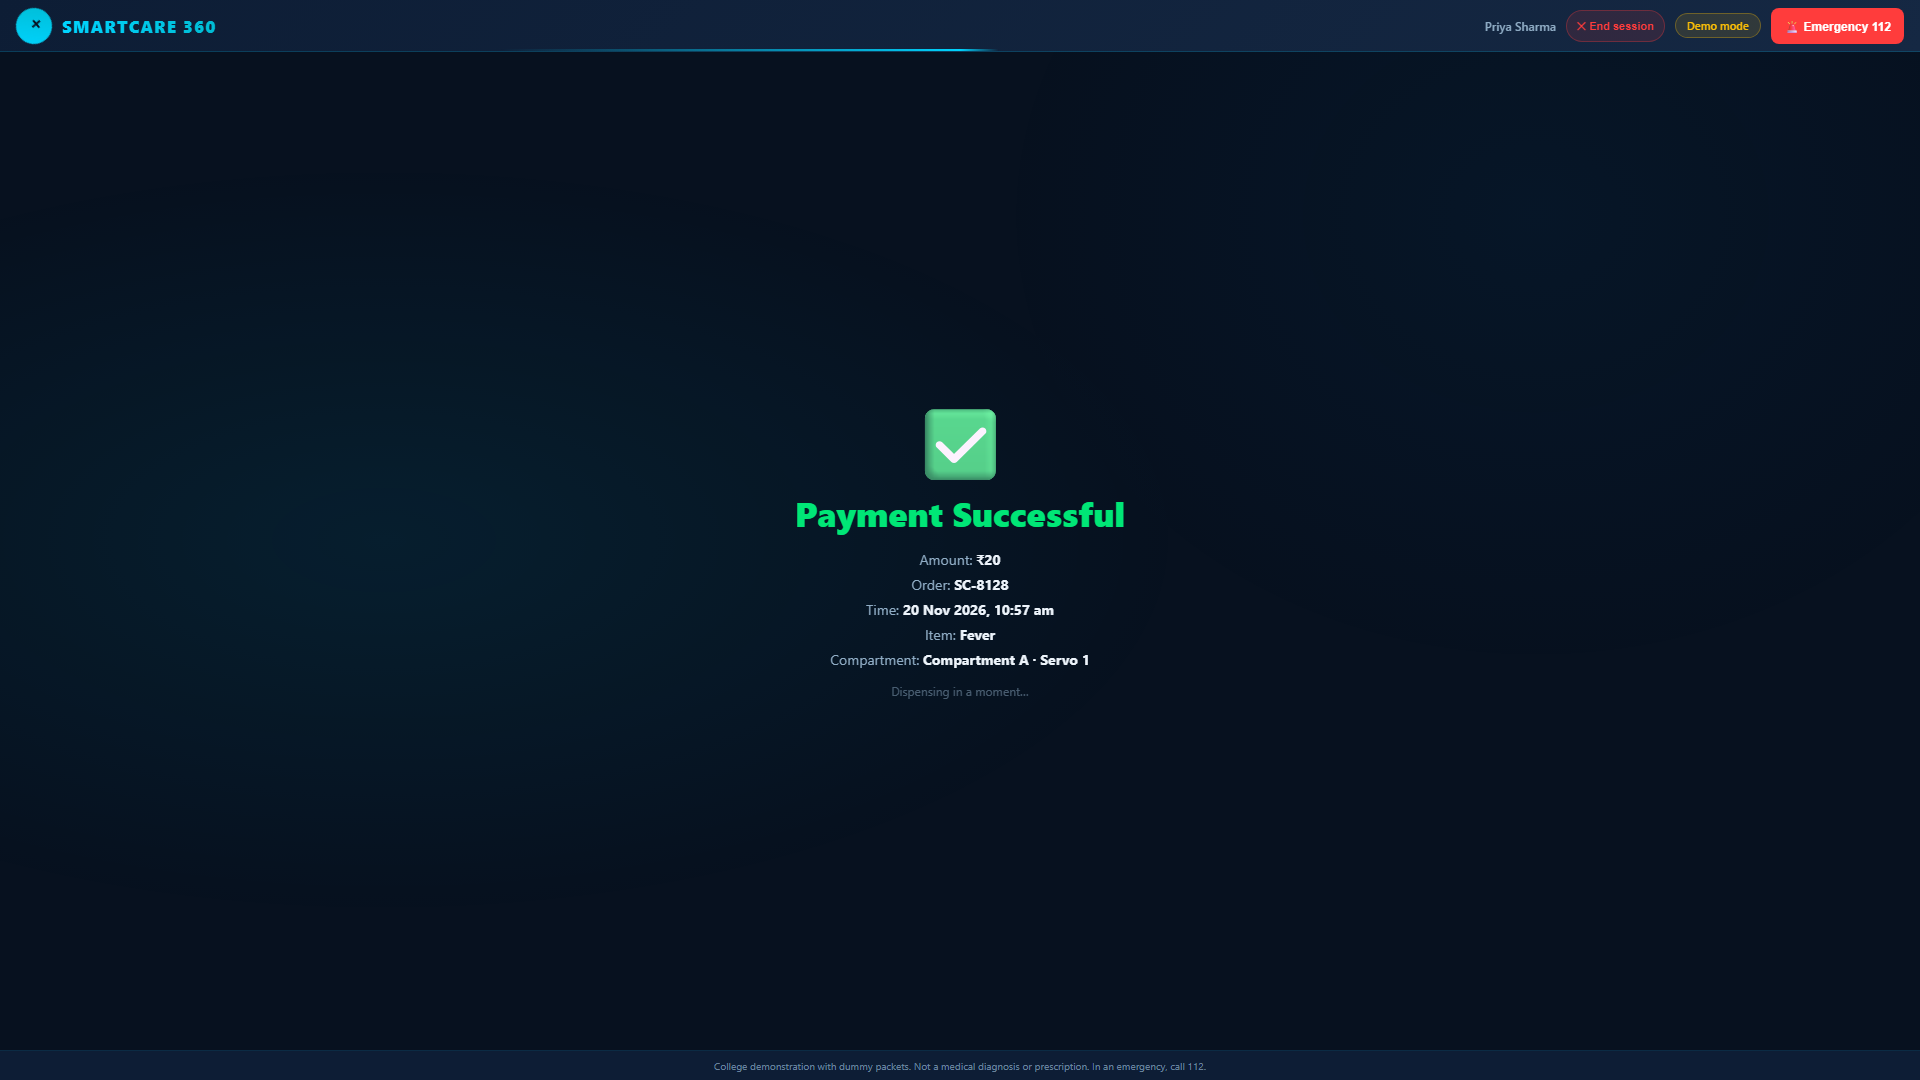 SMARTCARE 360
Priya Sharma
✕ End session
Demo mode
🚨 Emergency 112
Payment Successful
Amount: ₹20
Order: SC-8128
Time: 20 Nov 2026, 10:57 am
Item: Fever
Compartment: Compartment A · Servo 1
Dispensing in a moment...
College demonstration with dummy packets. Not a medical diagnosis or prescription. In an emergency, call 112.